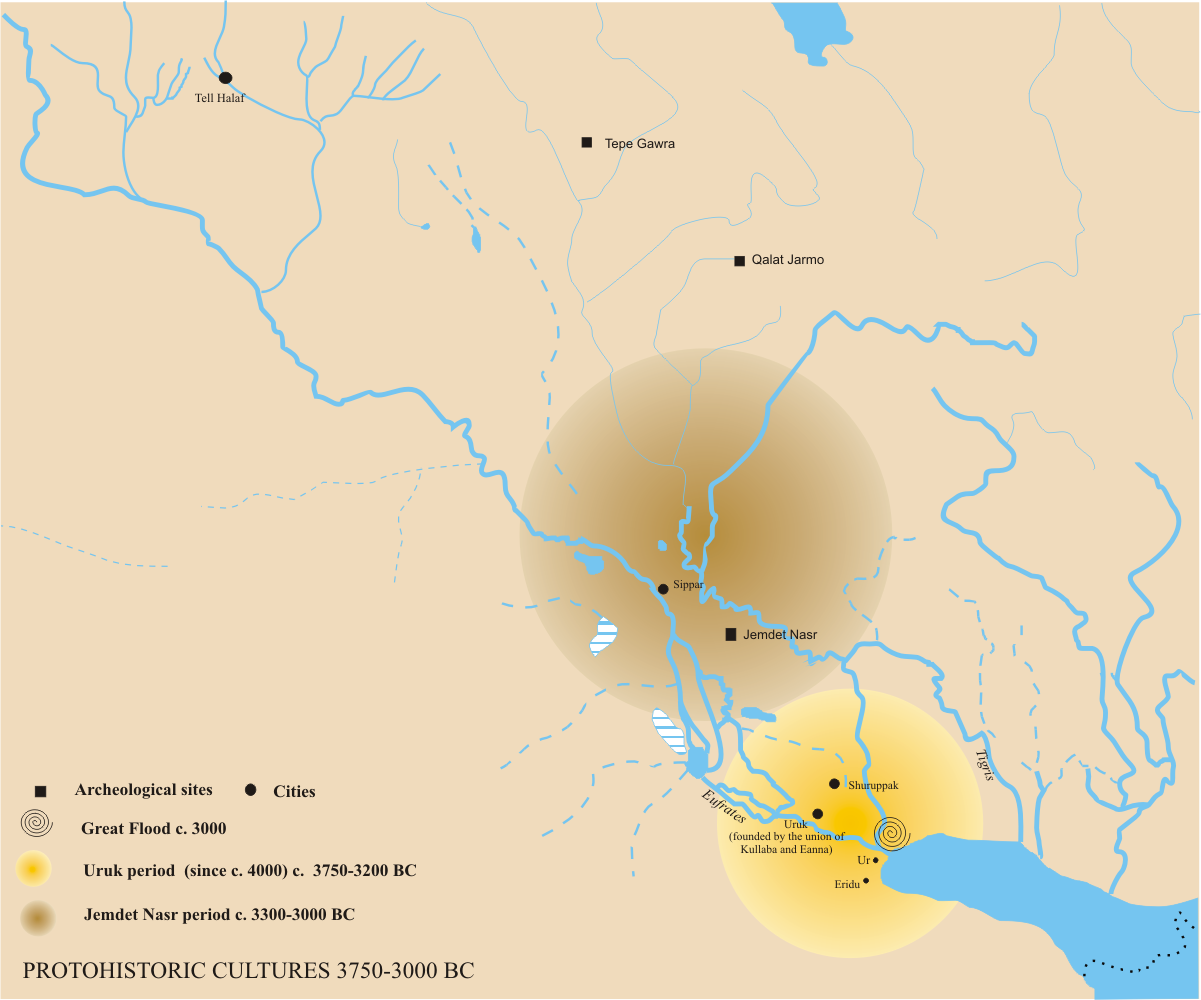 Tell Halaf
Tepe Gawra
Qalat Jarmo
Sippar
Jemdet Nasr
Tigris
Eufrates
Shuruppak
Uruk
(founded by the union of
Kullaba and Eanna)
Ur
Eridu
Archeological sites
Cities
Great Flood c. 3000
Uruk period (since c. 4000) c. 3750-3200 BC
Jemdet Nasr period c. 3300-3000 BC
PROTOHISTORIC CULTURES 3750-3000 BC